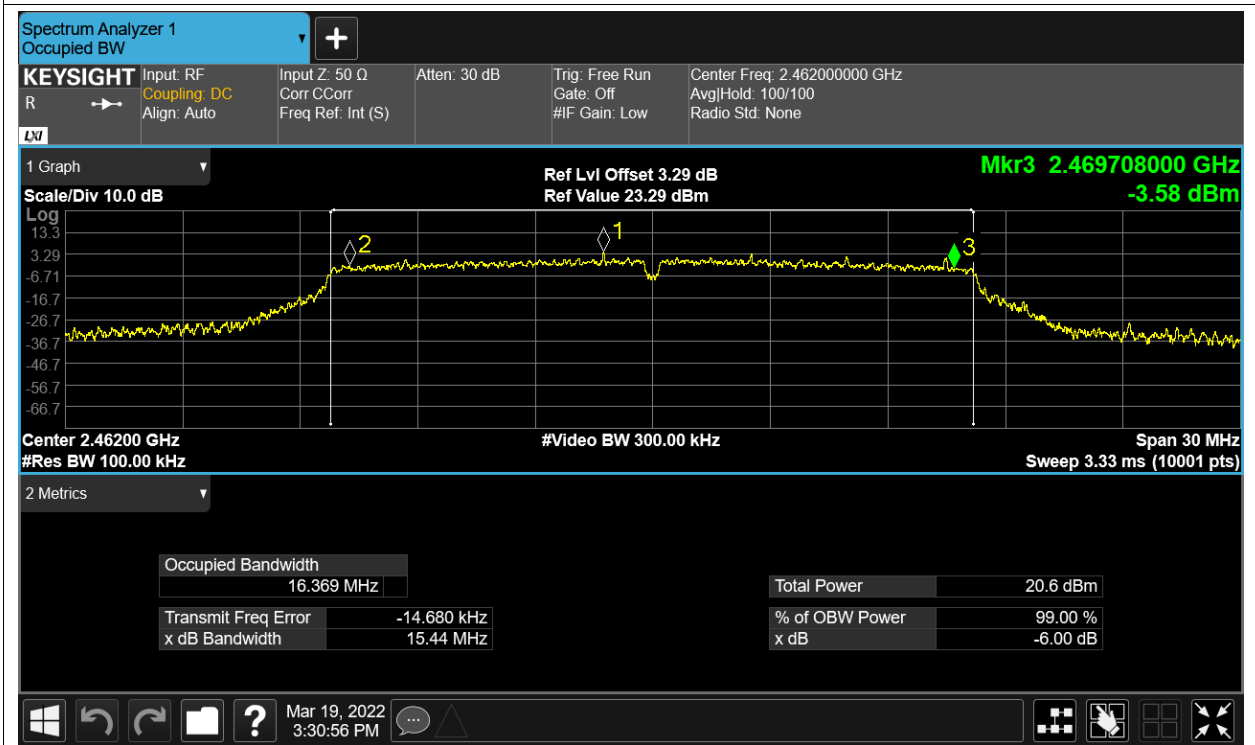 Spectrum Analyzer 1
Occupied BW
KEYSIGHT
R
LXI
Input: RF
Coupling: DC
Align: Auto
Input Z: 50 Ω
Corr CCorr
Freq Ref: Int (S)
Atten: 30 dB
Trig: Free Run
Gate: Off
#IF Gain: Low
Center Freq: 2.462000000 GHz
Avg|Hold: 100/100
Radio Std: None
1 Graph
Scale/Div 10.0 dB
Ref Lvl Offset 3.29 dB
Ref Value 23.29 dBm
Mkr3 2.469708000 GHz
-3.58 dBm
Log
13.3
3.29
-6.71
-16.7
-26.7
-36.7
-46.7
-56.7
-66.7
2
1
3
Center 2.46200 GHz
#Res BW 100.00 kHz
#Video BW 300.00 kHz
Span 30 MHz
Sweep 3.33 ms (10001 pts)
2 Metrics
Occupied Bandwidth
16.369 MHz
Transmit Freq Error -14.680 kHz
x dB Bandwidth 15.44 MHz
Total Power 20.6 dBm
% of OBW Power 99.00 %
x dB -6.00 dB
?
Mar 19, 2022
3:30:56 PM